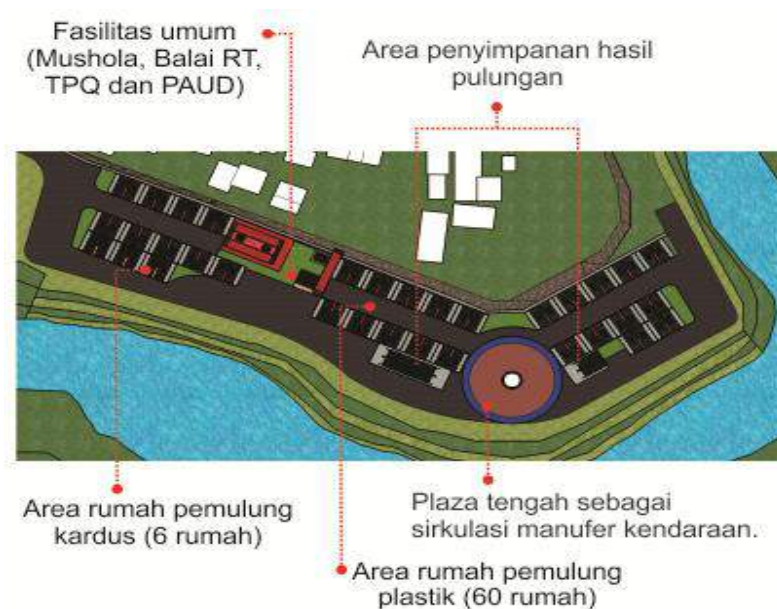 Fasilitas umum
(Mushola, Balai RT,
TPQ dan PAUD)
Area penyimpanan hasil
pulungan
Area rumah pemulung
kardus (6 rumah)
Plaza tengah sebagai
sirkulasi manufer kendaraan.
Area rumah pemulung
plastik (60 rumah)